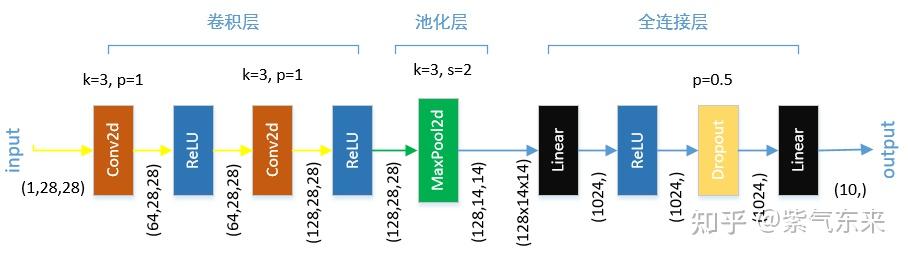 卷积层
池化层
全连接层
k=3, p=1
k=3, p=1
k=3, s=2
p=0.5
input
Conv2d
ReLU
Conv2d
ReLU
MaxPool2d
Linear
ReLU
Dropout
Linear
output
(1,28,28)
(64,28,28)
(64,28,28)
(128,28,28)
(128,28,28)
(128,14,14)
(128x14x14)
(1024,)
(1024,)
(1024,)
(10,)
知乎 @紫气东来